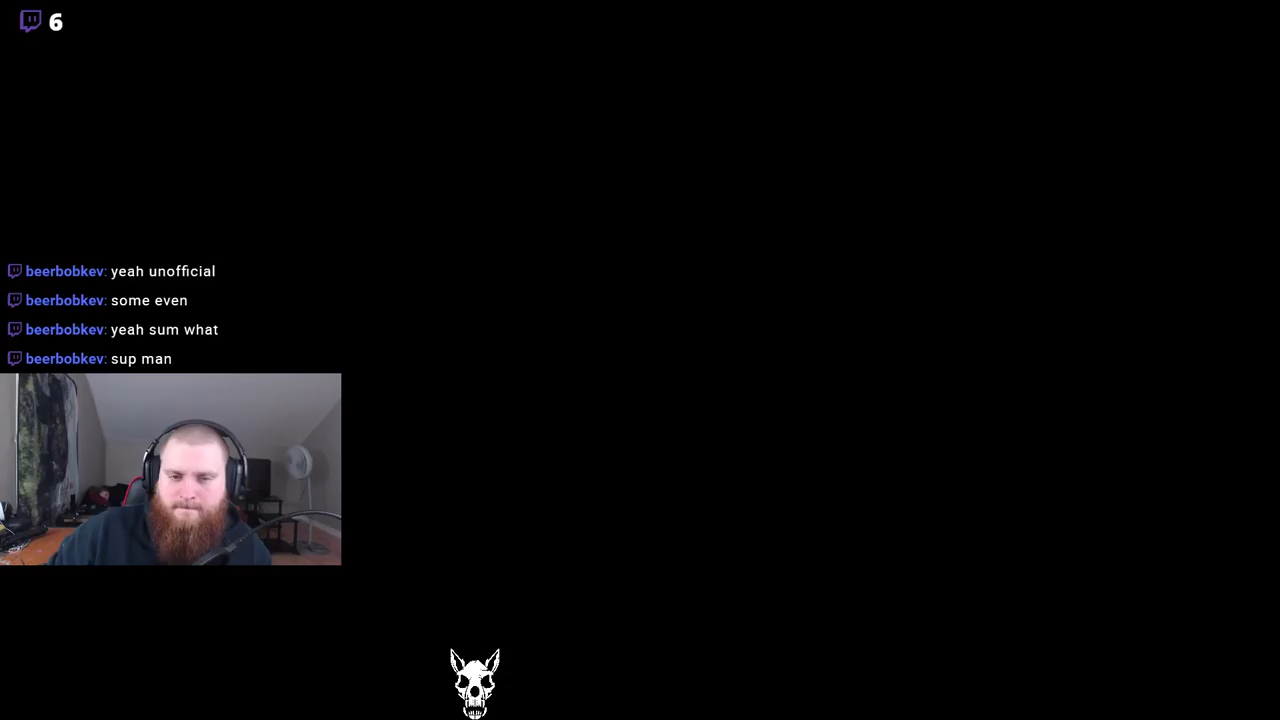 6
beerbobkev: yeah unofficial
beerbobkev: some even
beerbobkev: yeah sum what
beerbobkev: sup man